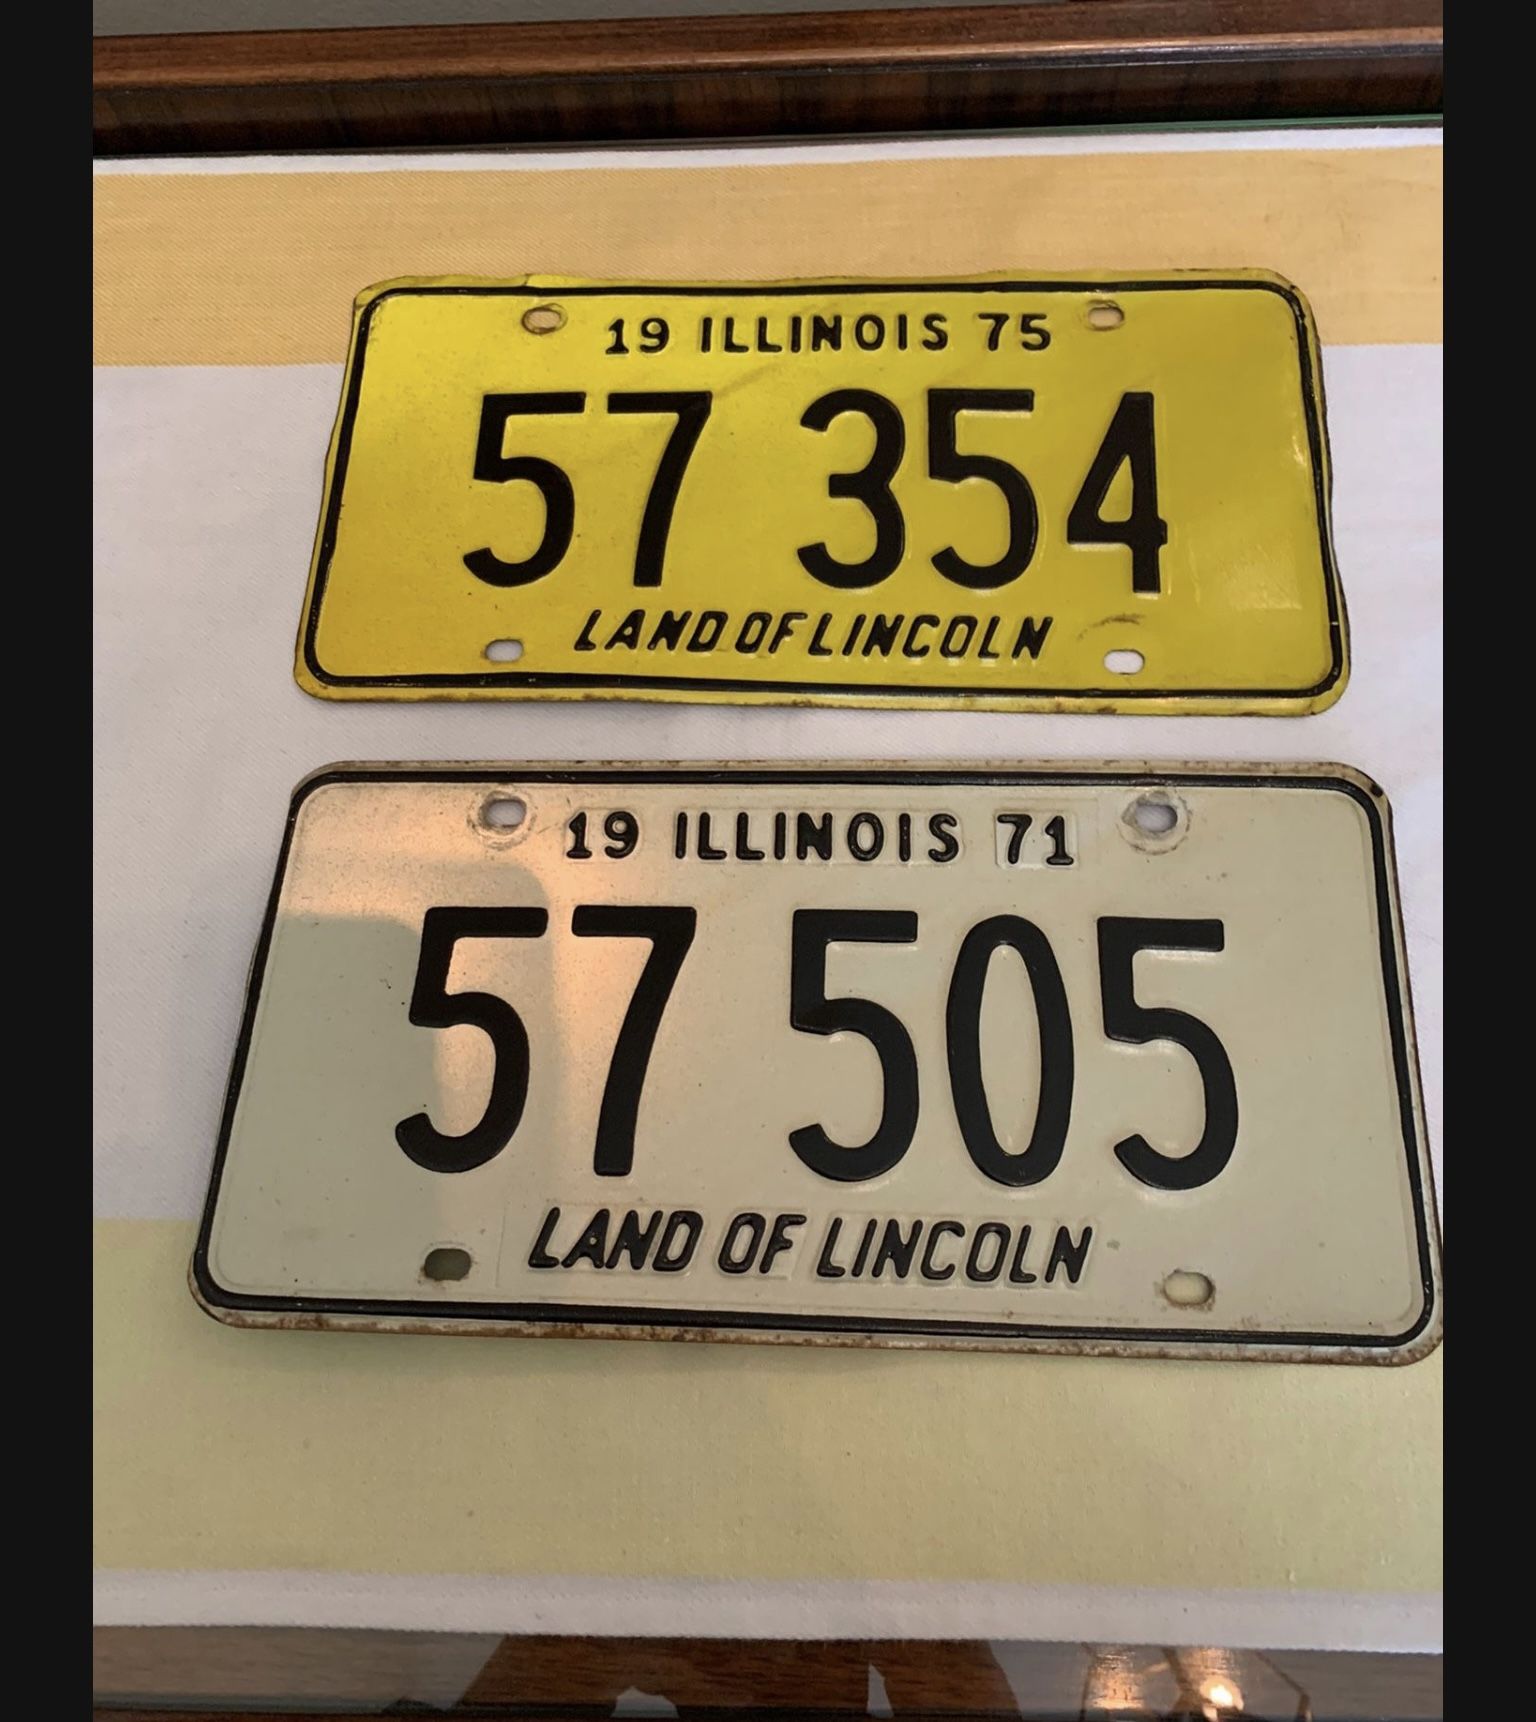 19 ILLINOIS 75
57 354
LAND OF LINCOLN
19 ILLINOIS 71
57 505
LAND OF LINCOLN